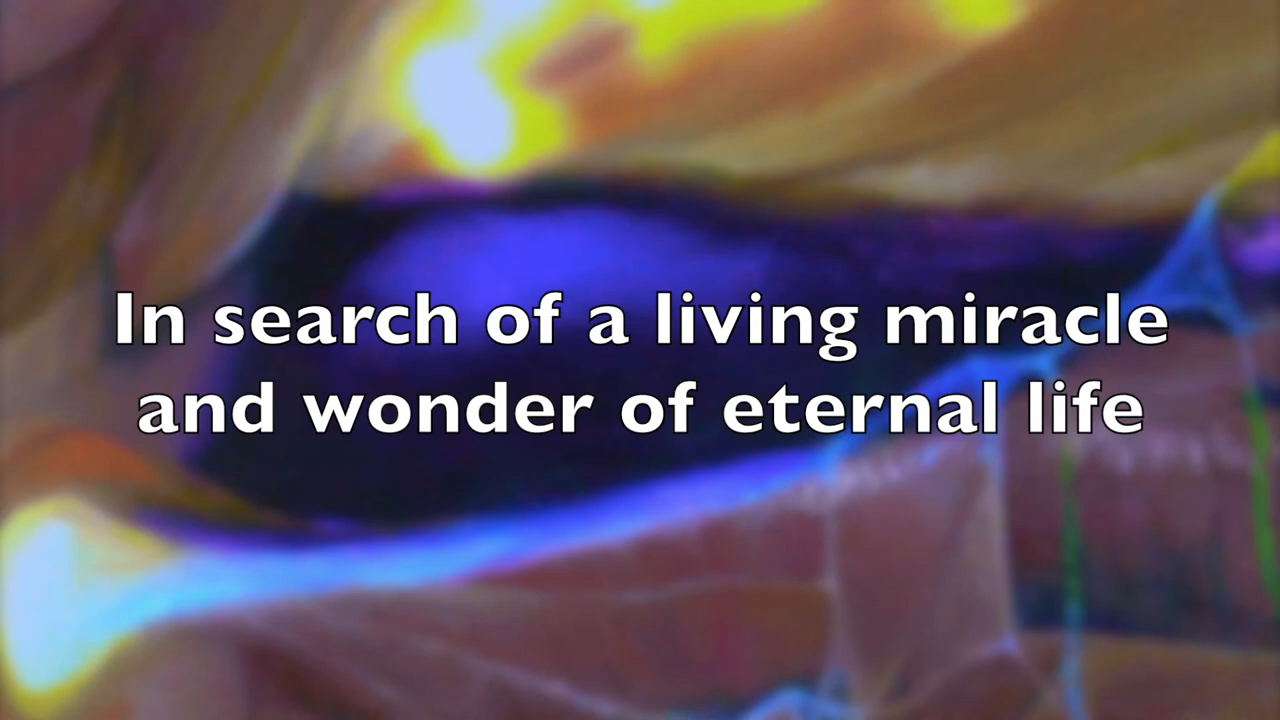 In search of a living miracle
and wonder of eternal life